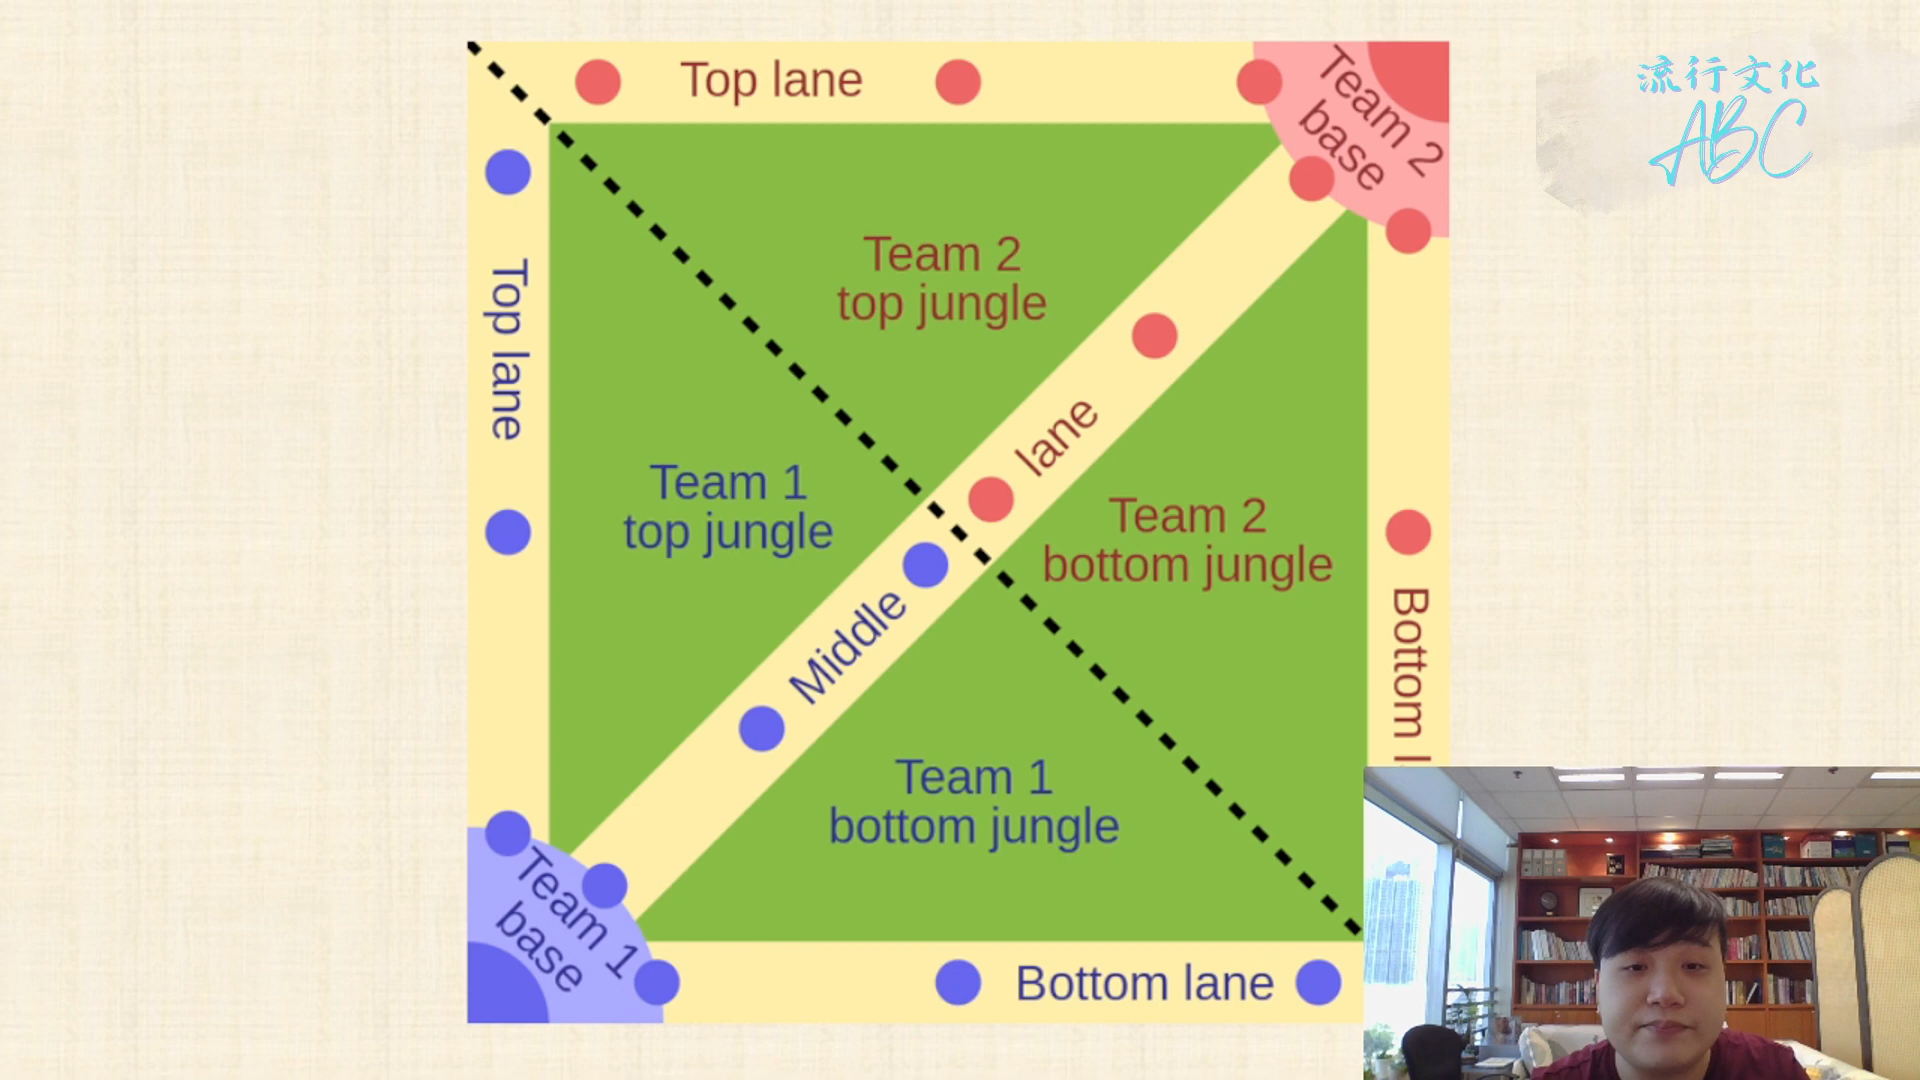 流行文化
ABC
Top lane
Team 2
base
Top lane
Team 2
top jungle
Team 1
top jungle
Middle lane
Team 2
bottom jungle
Bottom
Team 1
bottom jungle
Team 1
base
Bottom lane